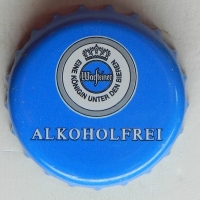 EINE KÖNIGIN UNTER DEN BIEREN
Warsteiner
ALKOHOLFREI